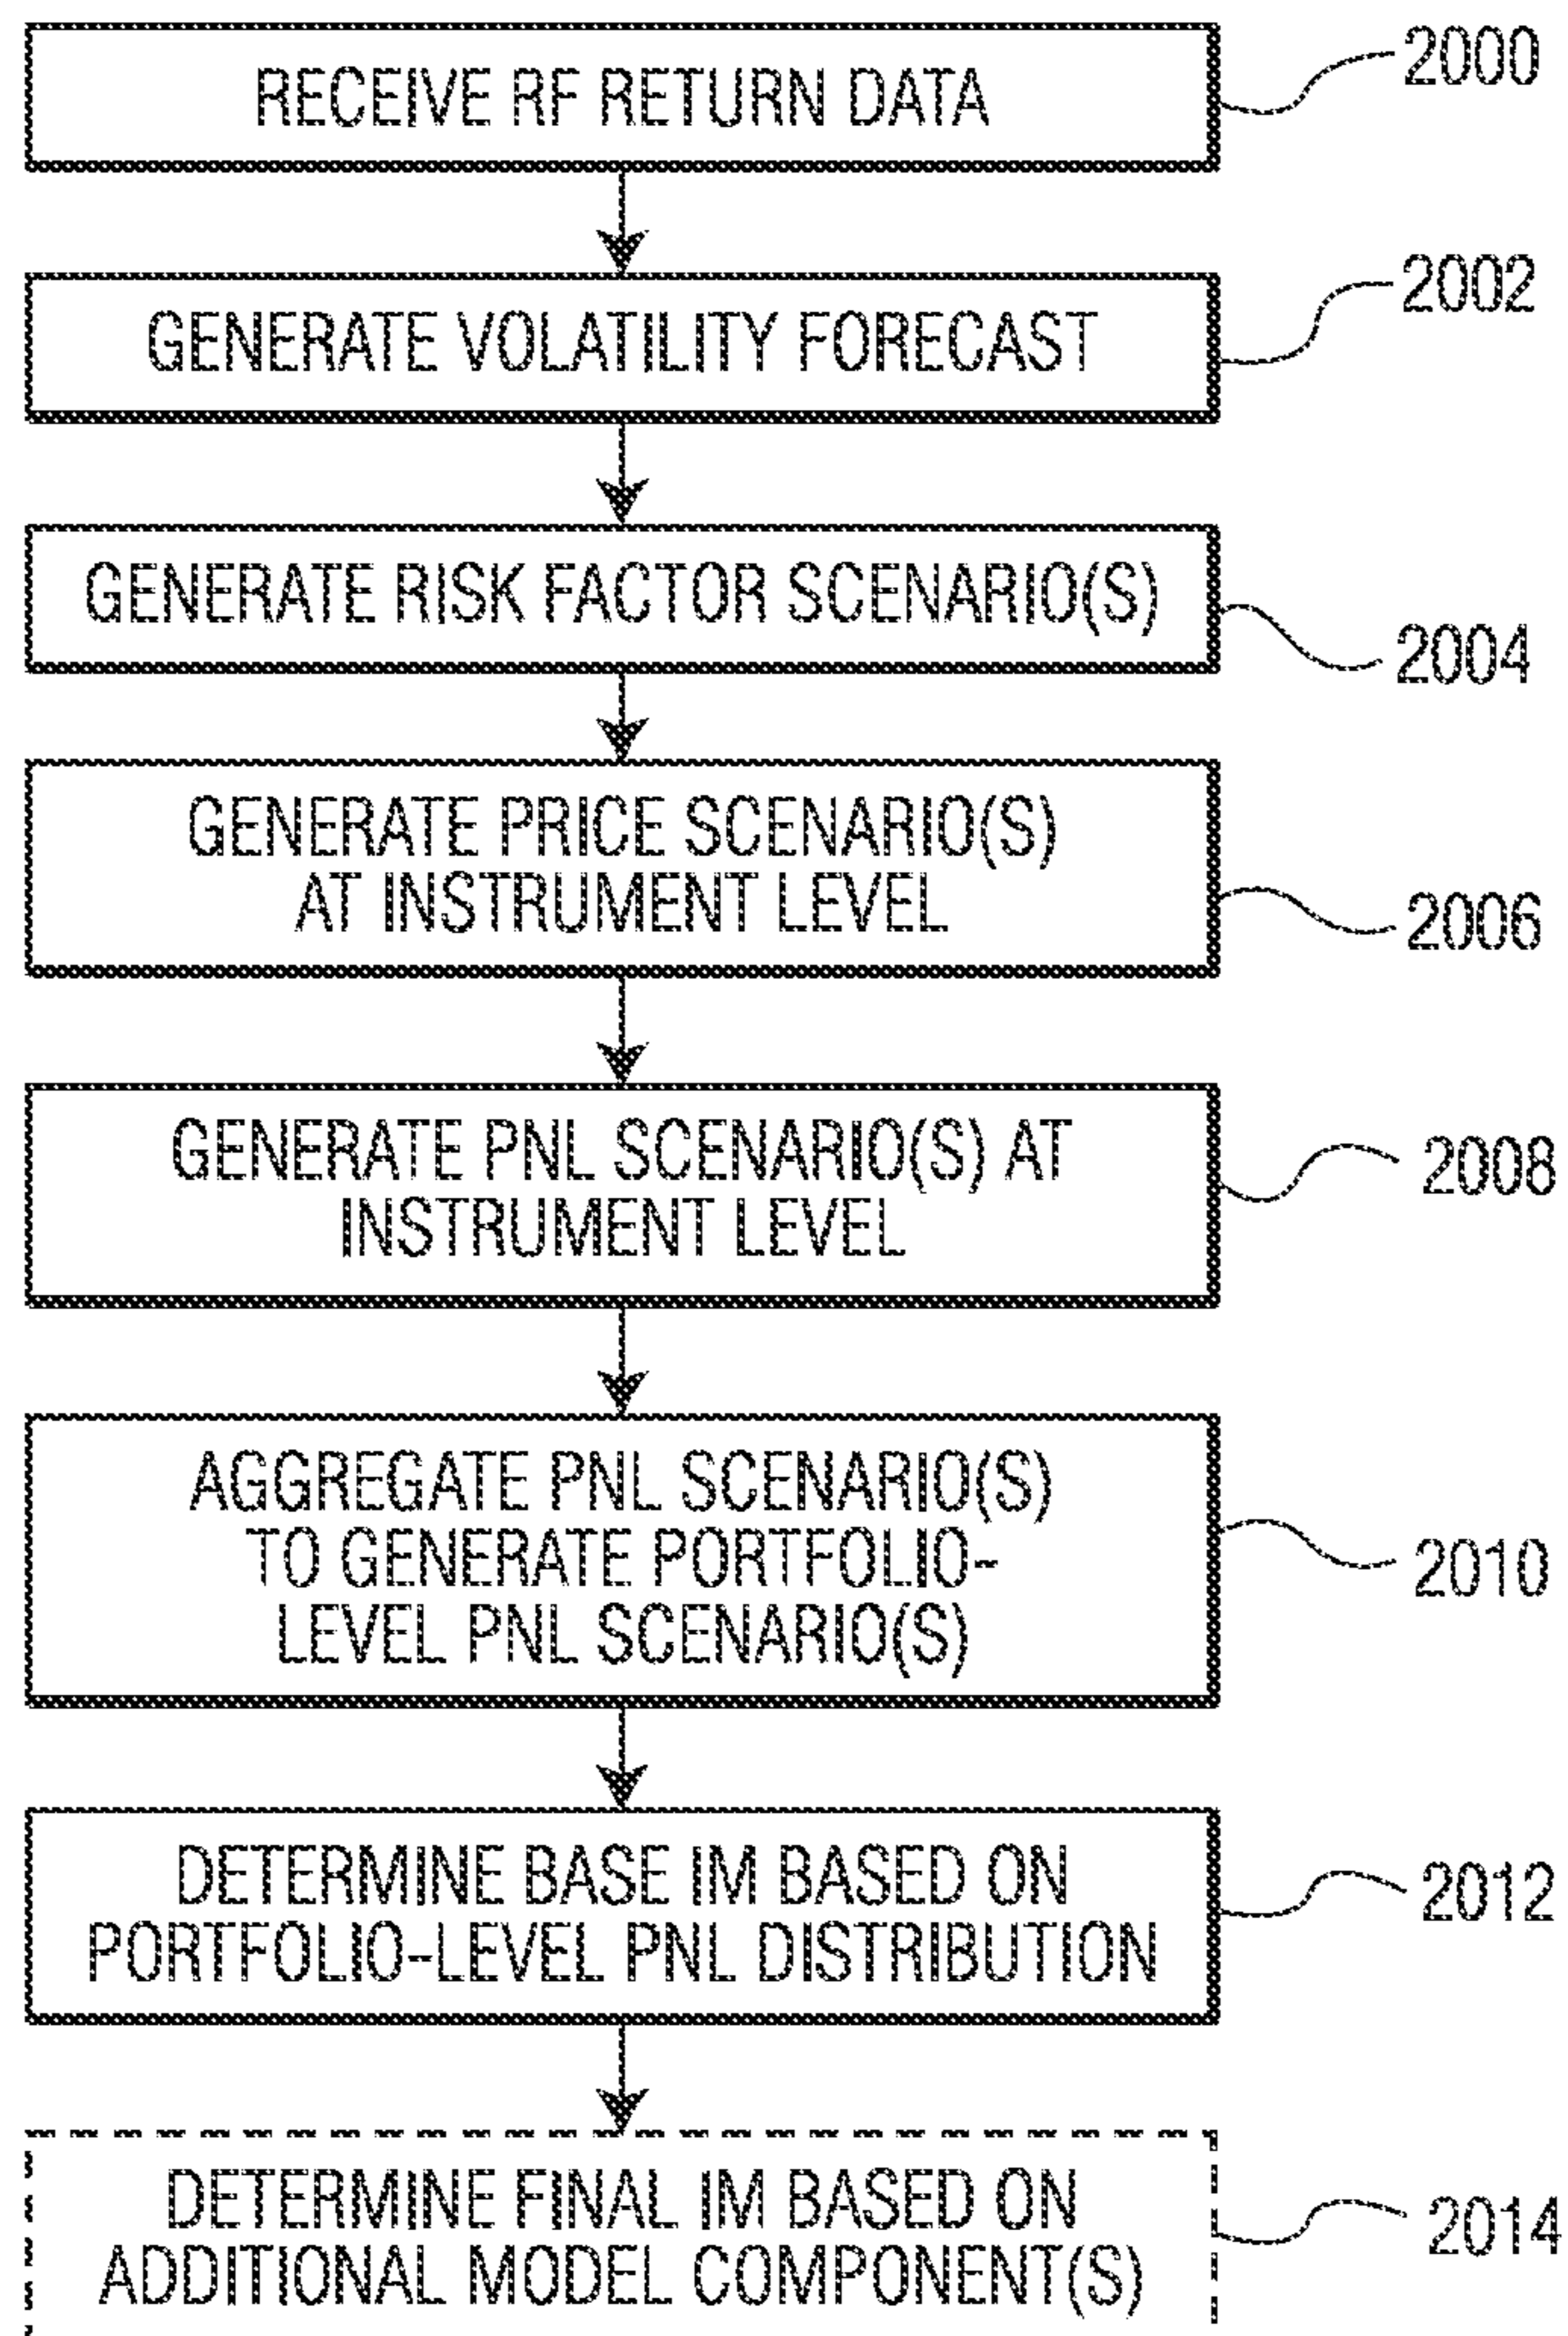 RECEIVE RF RETURN DATA
2000
GENERATE VOLATILITY FORECAST
2002
GENERATE RISK FACTOR SCENARIO(S)
2004
GENERATE PRICE SCENARIO(S)
AT INSTRUMENT LEVEL
2006
GENERATE PNL SCENARIO(S) AT
INSTRUMENT LEVEL
2008
AGGREGATE PNL SCENARIO(S)
TO GENERATE PORTFOLIO-
LEVEL PNL SCENARIO(S)
2010
DETERMINE BASE IM BASED ON
PORTFOLIO-LEVEL PNL DISTRIBUTION
2012
DETERMINE FINAL IM BASED ON
ADDITIONAL MODEL COMPONENT(S)
2014